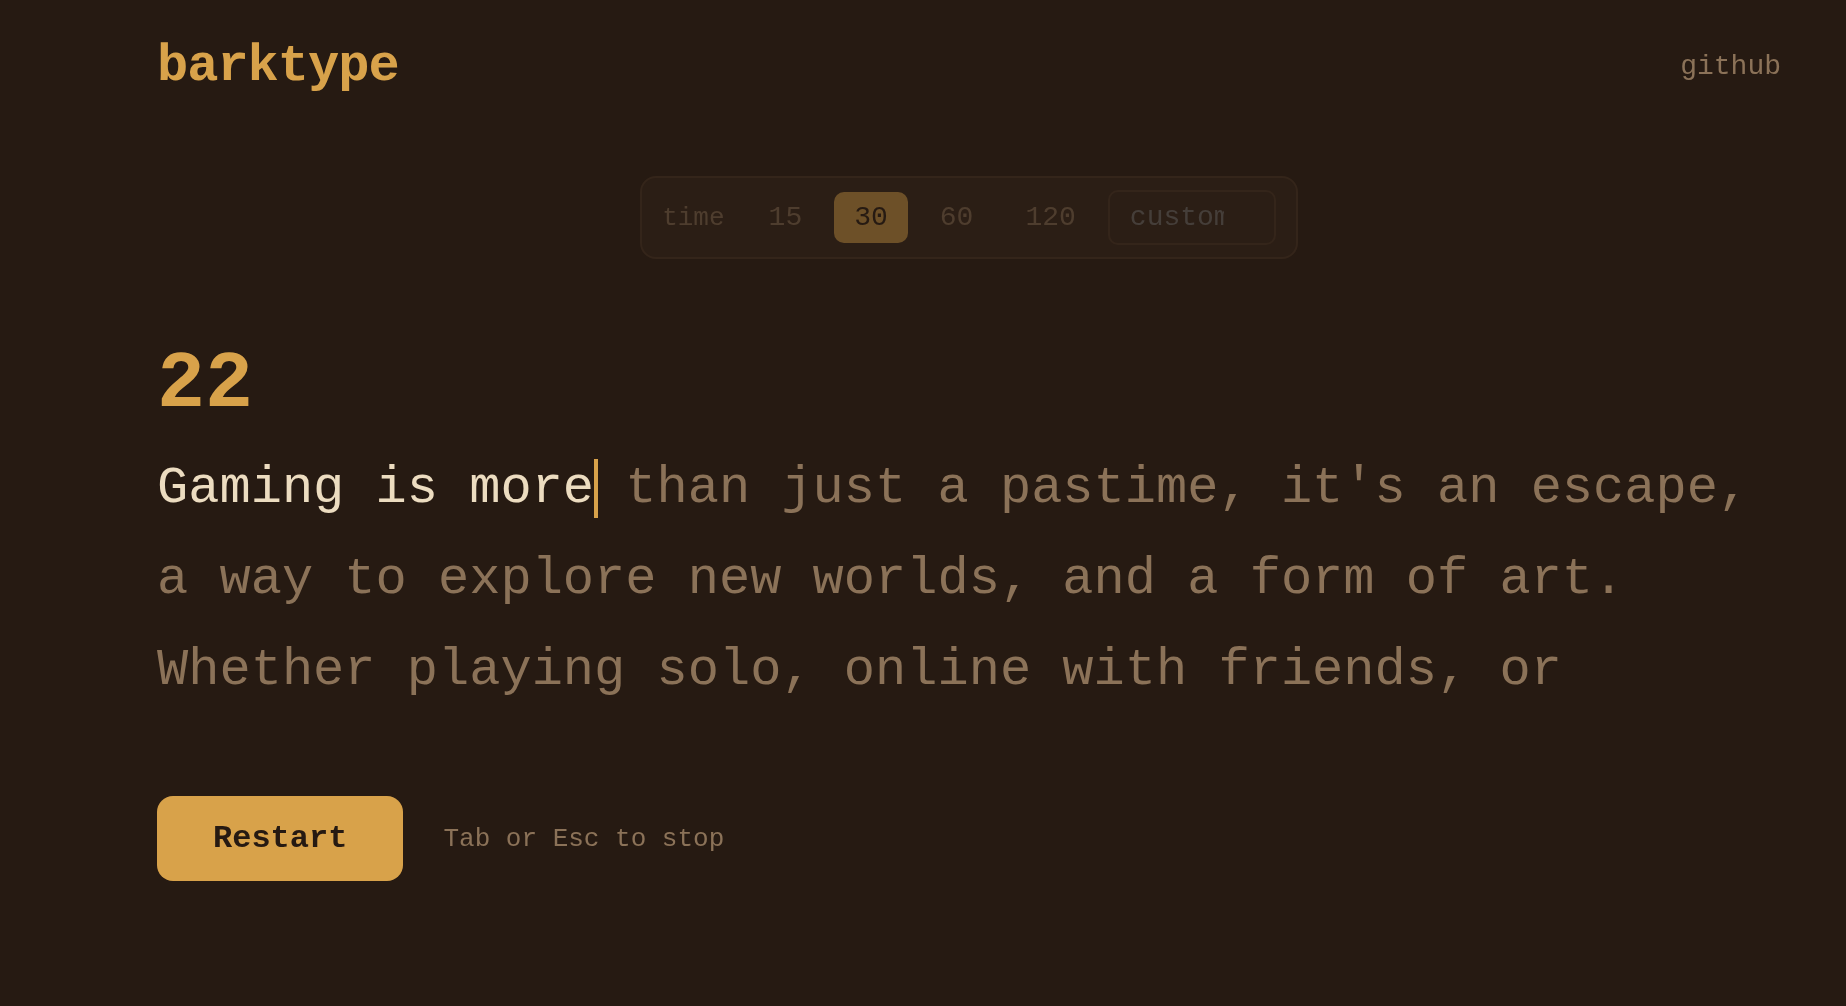 barktype
github
time 15 30 60 120 custom
22
Gaming is more than just a pastime, it's an escape,
a way to explore new worlds, and a form of art.
Whether playing solo, online with friends, or
Restart
Tab or Esc to stop